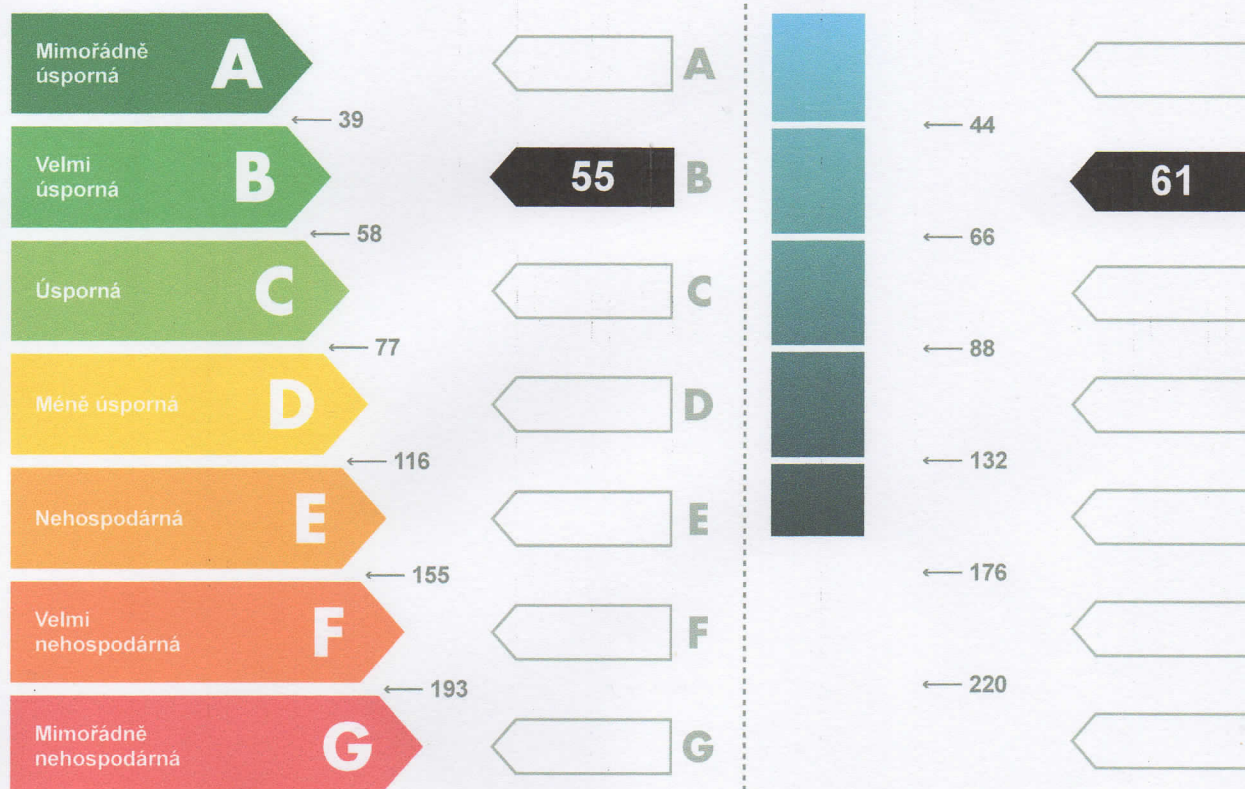 Mimořádně
úsporná
A
A
← 39
← 44
Velmi
úsporná
B
55
B
61
← 58
← 66
Úsporná
C
C
← 77
← 88
Méně úsporná
D
D
← 116
← 132
Nehospodárná
E
E
← 155
← 176
Velmi
nehospodárná
F
F
← 193
← 220
Mimořádně
nehospodárná
G
G